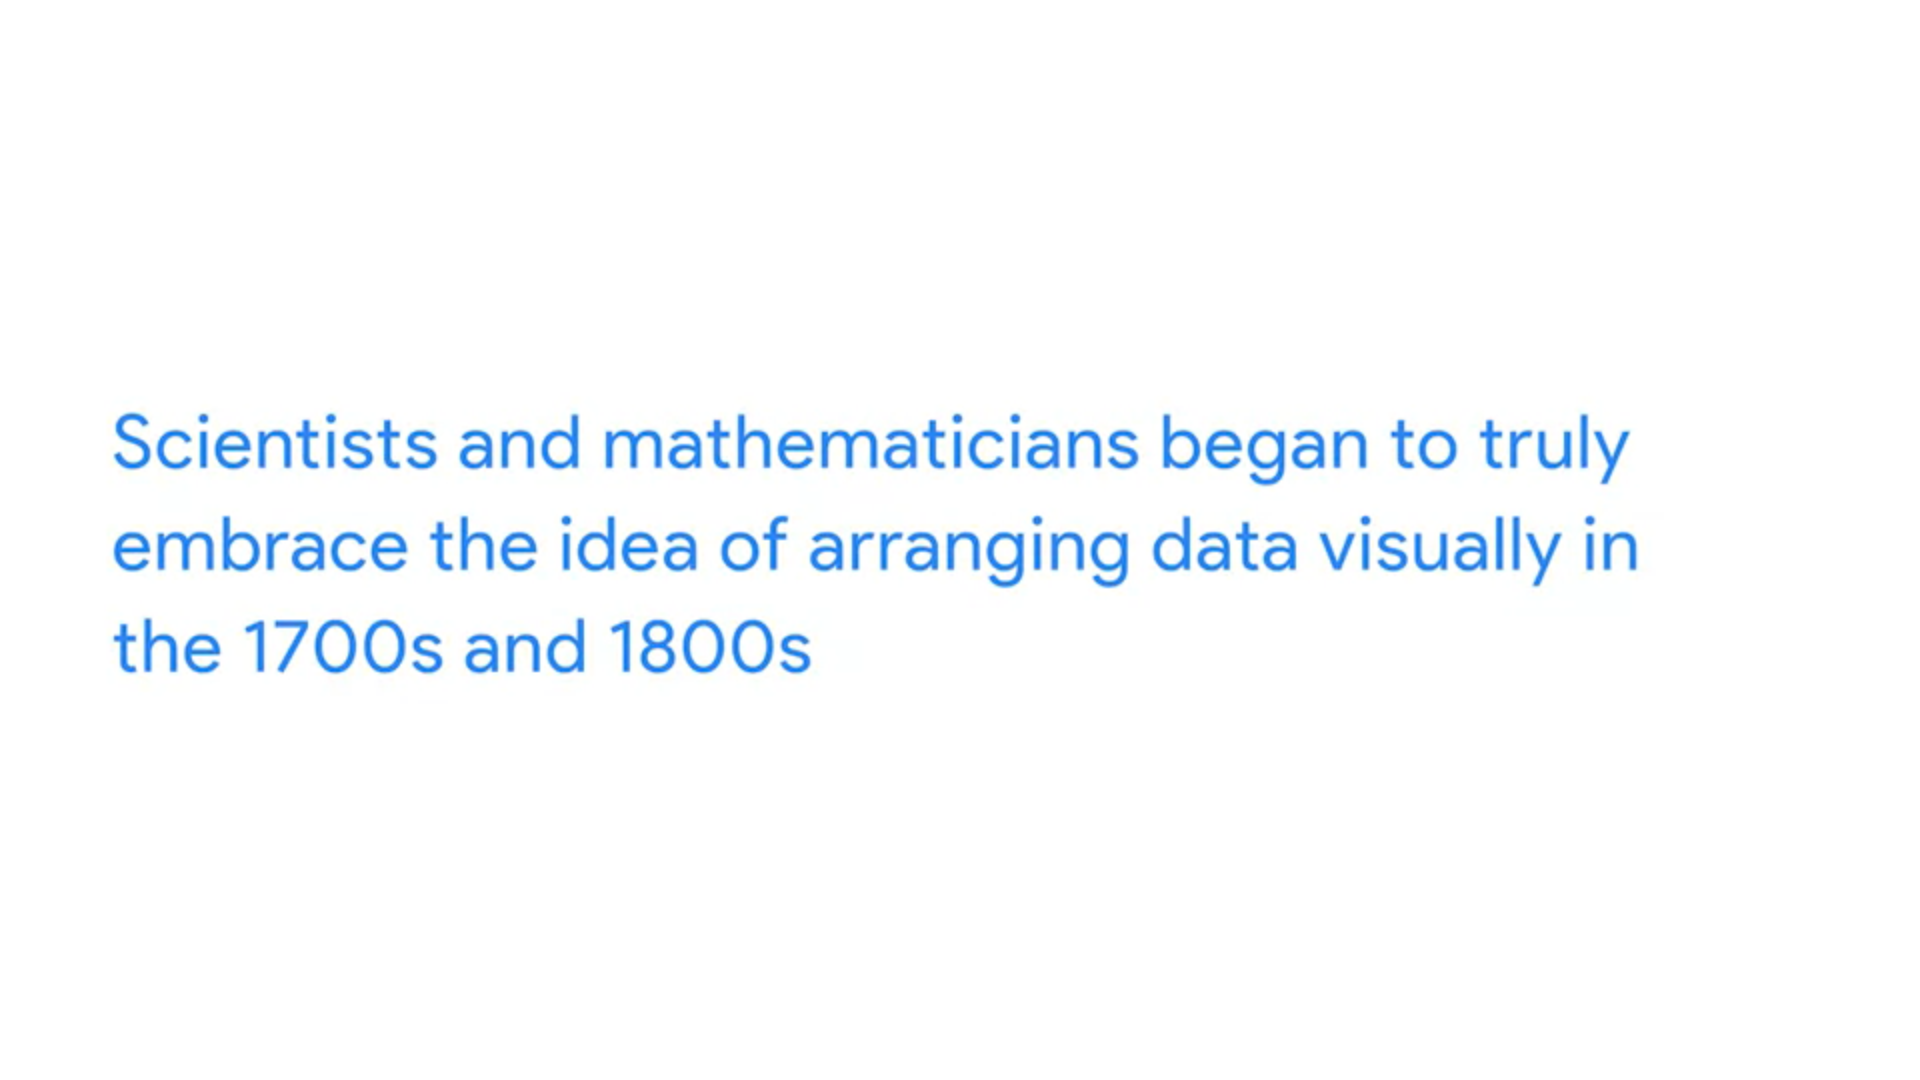 Scientists and mathematicians began to truly
embrace the idea of arranging data visually in
the 1700s and 1800s